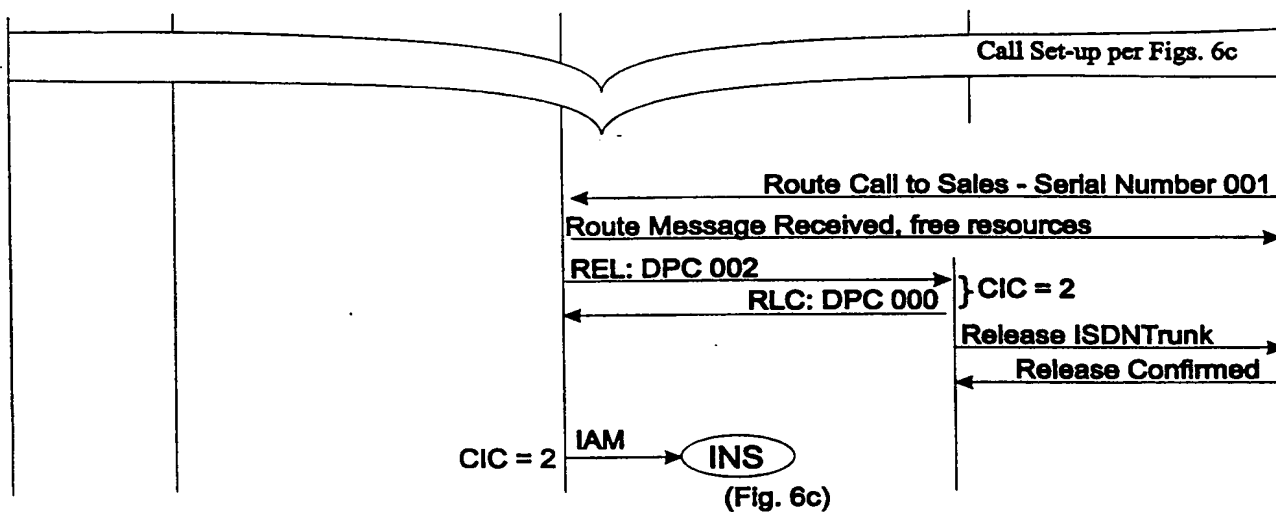 Call Set-up per Figs. 6c
Route Call to Sales - Serial Number 001
Route Message Received, free resources
REL: DPC 002
RLC: DPC 000
}CIC = 2
Release ISDNTrunk
Release Confirmed
CIC = 2
IAM
INS
(Fig. 6c)